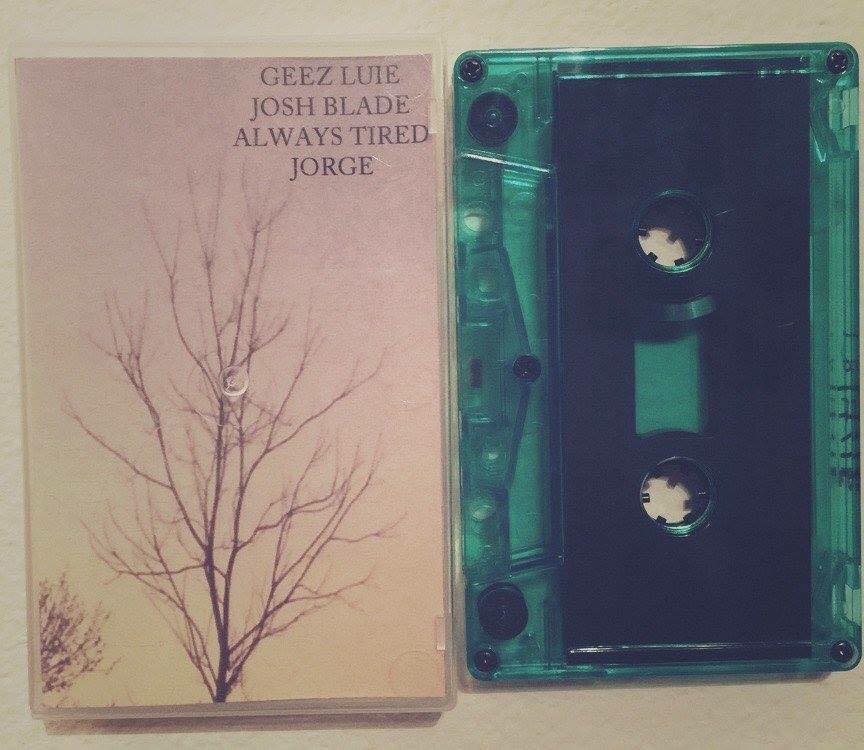 GEEZ LUIE
JOSH BLADE
ALWAYS TIRED
JORGE